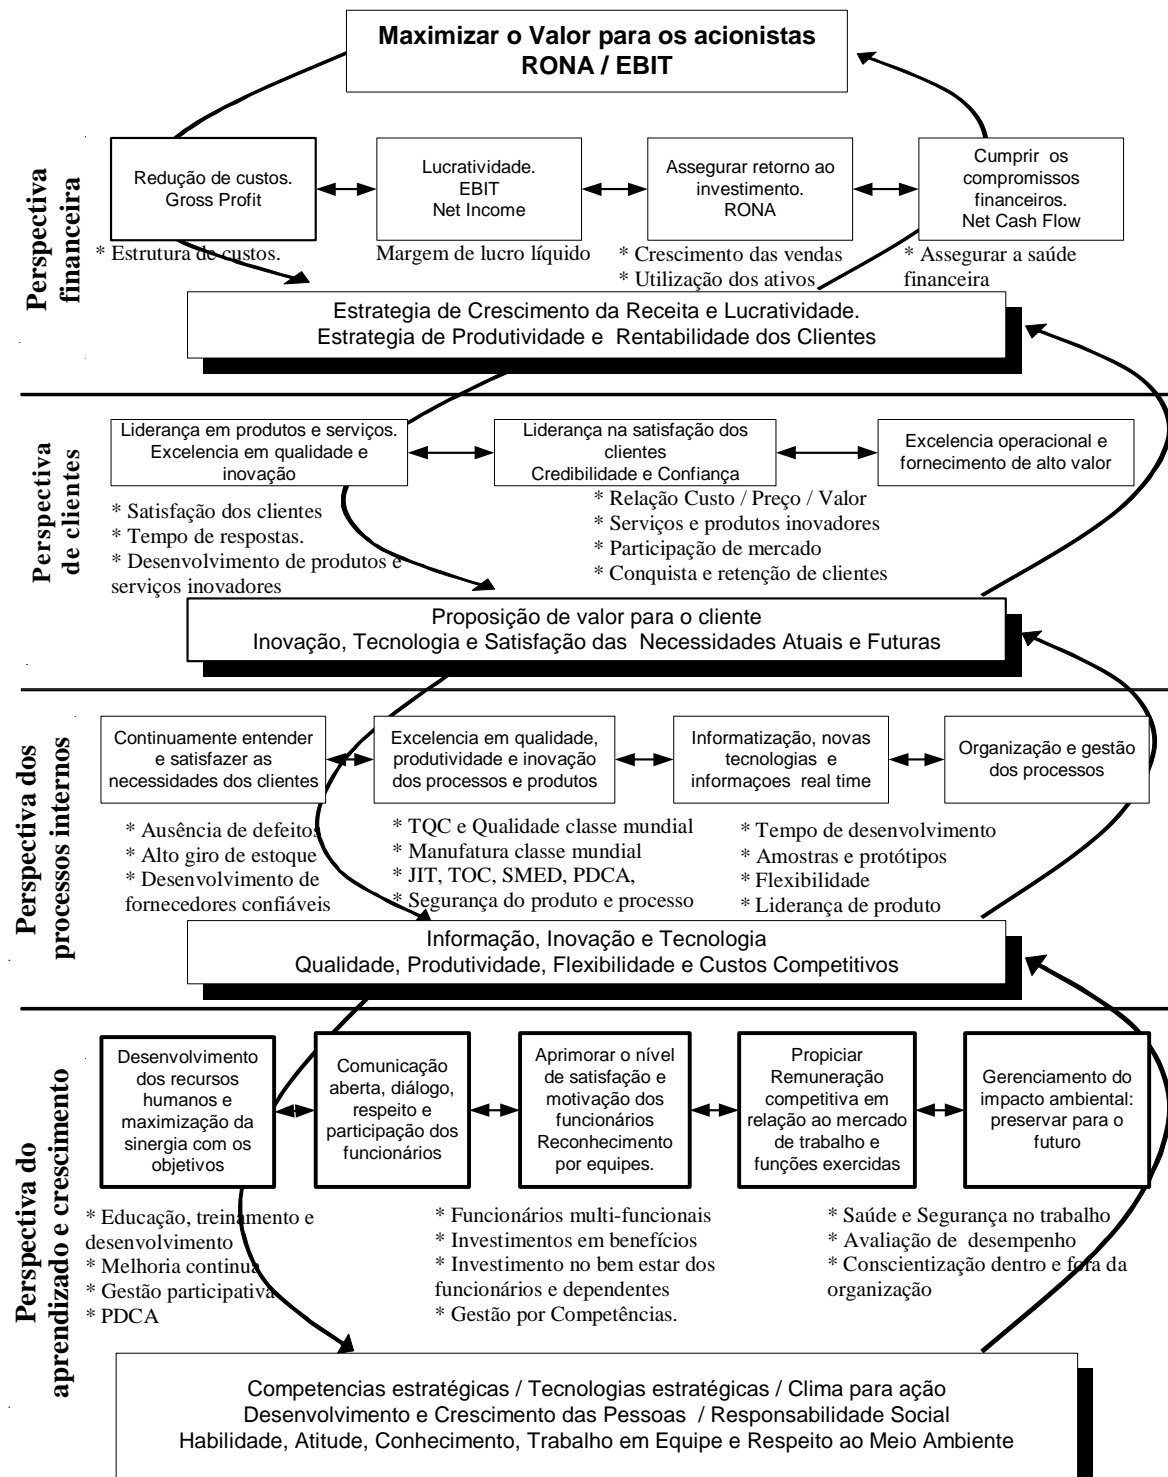 Maximizar o Valor para os acionistas
RONA / EBIT
Perspectiva
financeira
Redução de custos.
Gross Profit
Lucratividade.
EBIT
Net Income
Assegurar retorno ao
investimento.
RONA
Cumprir os
compromissos
financeiros.
Net Cash Flow
* Estrutura de custos.
Margem de lucro líquido
* Crescimento das vendas
* Utilização dos ativos
* Assegurar a saúde
financeira
Estrategia de Crescimento da Receita e Lucratividade.
Estrategia de Produtividade e Rentabilidade dos Clientes
Perspectiva
de clientes
Liderança em produtos e serviços.
Excelencia em qualidade e
inovação
Liderança na satisfação dos
clientes
Credibilidade e Confiança
Excelencia operacional e
fornecimento de alto valor
* Satisfação dos clientes
* Tempo de respostas.
* Desenvolvimento de produtos e
serviços inovadores
* Relação Custo / Preço / Valor
* Serviços e produtos inovadores
* Participação de mercado
* Conquista e retenção de clientes
Proposição de valor para o cliente
Inovação, Tecnologia e Satisfação das Necessidades Atuais e Futuras
Perspectiva dos
processos internos
Continuamente entender
e satisfazer as
necessidades dos clientes
Excelencia em qualidade,
produtividade e inovação
dos processos e produtos
Informatização, novas
tecnologias e
informaçoes real time
Organização e gestão
dos processos
* Ausência de defeitos
* Alto giro de estoque
* Desenvolvimento de
fornecedores confiáveis
* TQC e Qualidade classe mundial
* Manufatura classe mundial
* JIT, TOC, SMED, PDCA,
* Segurança do produto e processo
* Tempo de desenvolvimento
* Amostras e protótipos
* Flexibilidade
* Liderança de produto
Informação, Inovação e Tecnologia
Qualidade, Produtividade, Flexibilidade e Custos Competitivos
Perspectiva do
aprendizado e crescimento
Desenvolvimento
dos recursos
humanos e
maximização da
sinergia com os
objetivos
Comunicação
aberta, diálogo,
respeito e
participação dos
funcionários
Aprimorar o nível
de satisfação e
motivação dos
funcionários
Reconhecimento
por equipes.
Propiciar
Remuneração
competitiva em
relação ao mercado
de trabalho e
funções exercidas
Gerenciamento do
impacto ambiental:
preservar para o
futuro
* Educação, treinamento e
desenvolvimento
* Melhoria continua
* Gestão participativa
* PDCA
* Funcionários multi-funcionais
* Investimentos em benefícios
* Investimento no bem estar dos
funcionários e dependentes
* Gestão por Competências.
* Saúde e Segurança no trabalho
* Avaliação de desempenho
* Conscientização dentro e fora da
organização
Competencias estratégicas / Tecnologias estratégicas / Clima para ação
Desenvolvimento e Crescimento das Pessoas / Responsabilidade Social
Habilidade, Atitude, Conhecimento, Trabalho em Equipe e Respeito ao Meio Ambiente